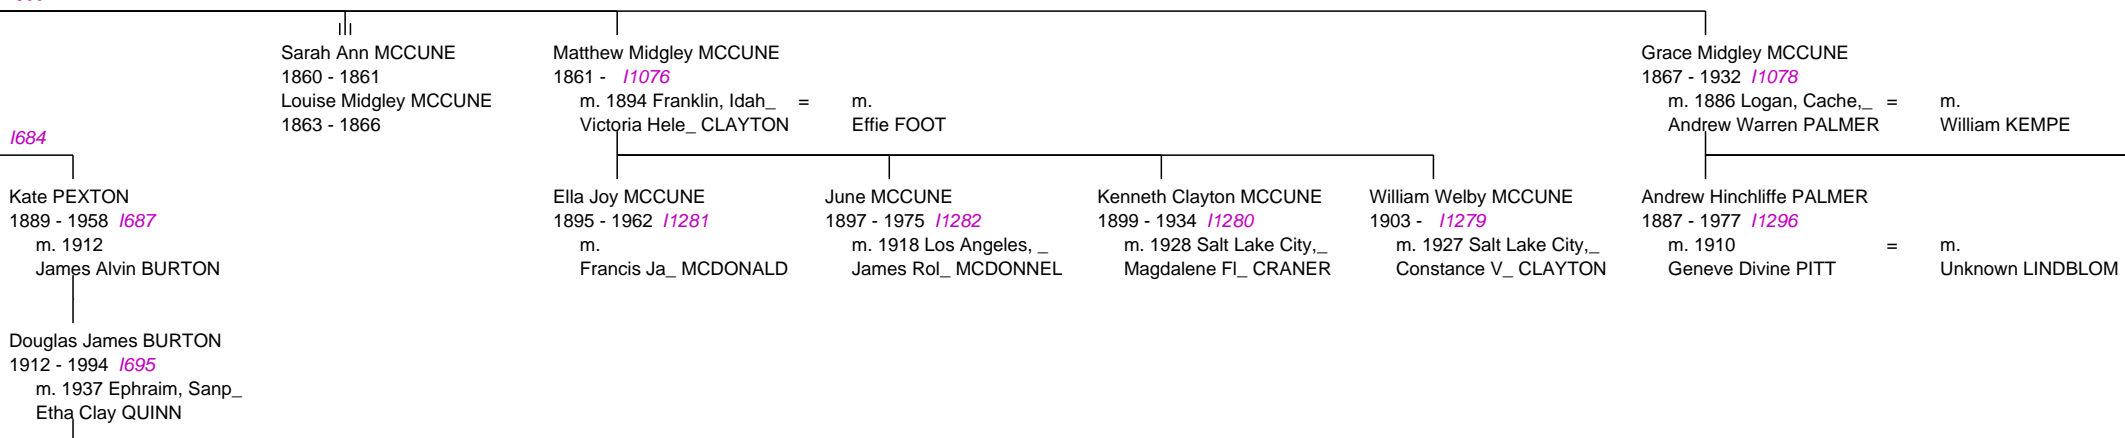 Sarah Ann MCCUNE
1860 - 1861
Louise Midgley MCCUNE
1863 - 1866
Matthew Midgley MCCUNE
1861 - I1076
m. 1894 Franklin, Idah_ = m.
Victoria Hele_ CLAYTON Effie FOOT
Grace Midgley MCCUNE
1867 - 1932 I1078
m. 1886 Logan, Cache,_ = m.
Andrew Warren PALMER William KEMPE
I684
Kate PEXTON
1889 - 1958 I687
m. 1912
James Alvin BURTON
Ella Joy MCCUNE
1895 - 1962 I1281
m.
Francis Ja_ MCDONALD
June MCCUNE
1897 - 1975 I1282
m. 1918 Los Angeles, _
James Rol_ MCDONNEL
Kenneth Clayton MCCUNE
1899 - 1934 I1280
m. 1928 Salt Lake City,_
Magdalene Fl_ CRANER
William Welby MCCUNE
1903 - I1279
m. 1927 Salt Lake City,_
Constance V_ CLAYTON
Andrew Hinchliffe PALMER
1887 - 1977 I1296
m. 1910 = m.
Geneve Divine PITT Unknown LINDBLOM
Douglas James BURTON
1912 - 1994 I695
m. 1937 Ephraim, Sanp_
Etha Clay QUINN